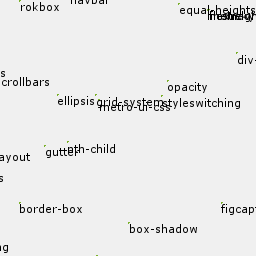 rokbox
navbar
equal-heights
div-
scrollbars
opacity
ellipsis
grid-system
styleswitching
metro-ui-css
nth-child
gutter
ayout
border-box
figcapt
box-shadow